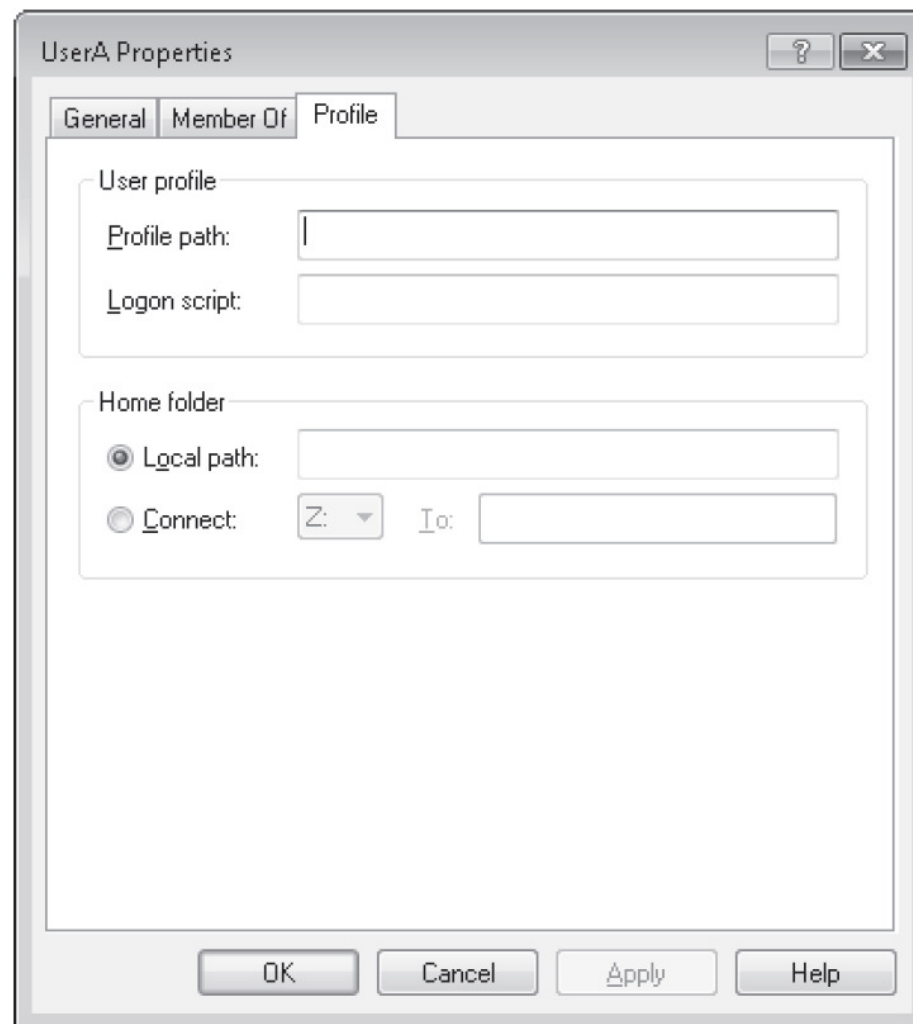 UserA Properties
General Member Of Profile
User profile
Profile path:
Logon script:
Home folder
Local path:
Connect: Z: To:
OK Cancel Apply Help